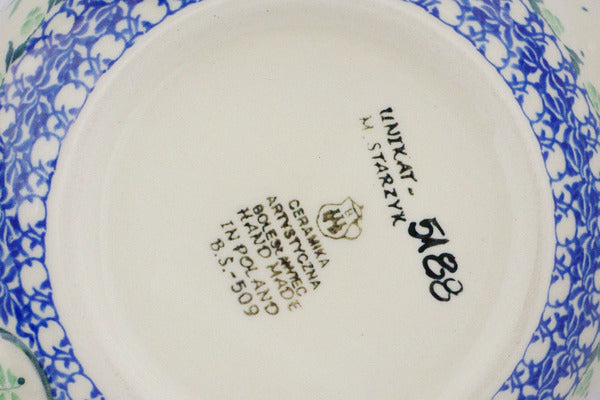 UNIKAT-5188
M. STARZYK
CERAMIKA
ARTYSTYCZNA
BOLESŁAWIEC
HAND MADE
IN POLAND
B.S.-509